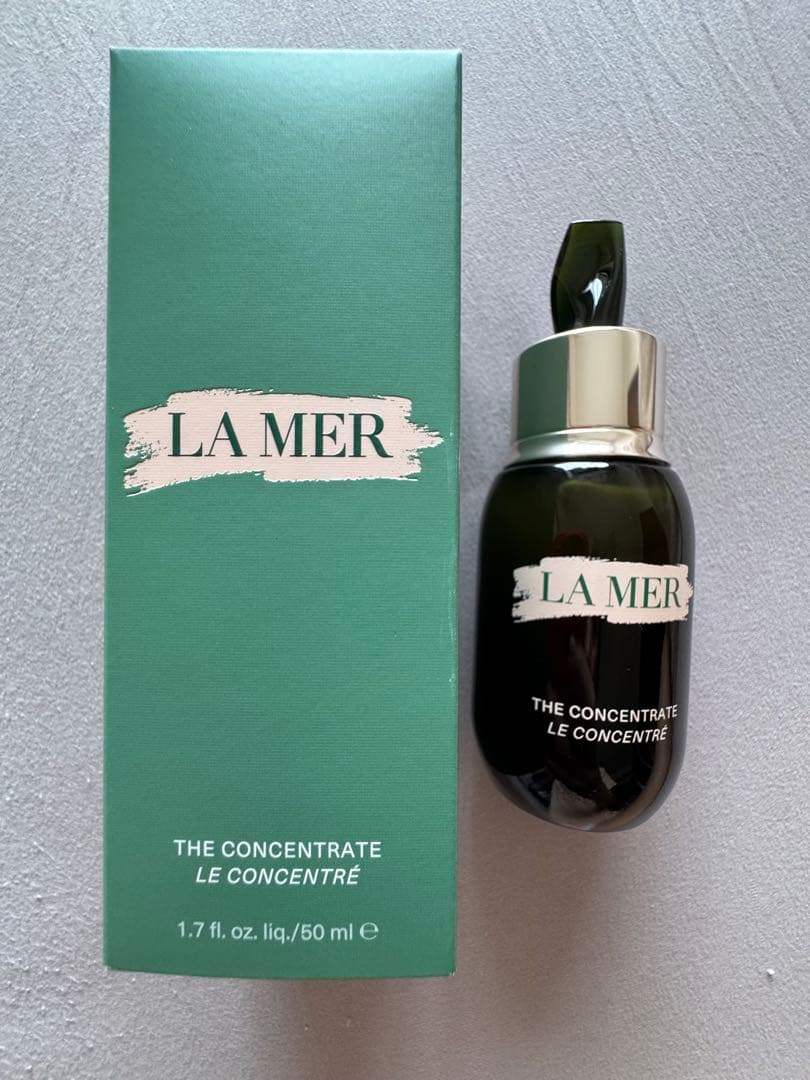 LA MER
THE CONCENTRATE
LE CONCENTRÉ
1.7 fl. oz. liq./50 ml ℮
LA MER
THE CONCENTRATE
LE CONCENTRÉ